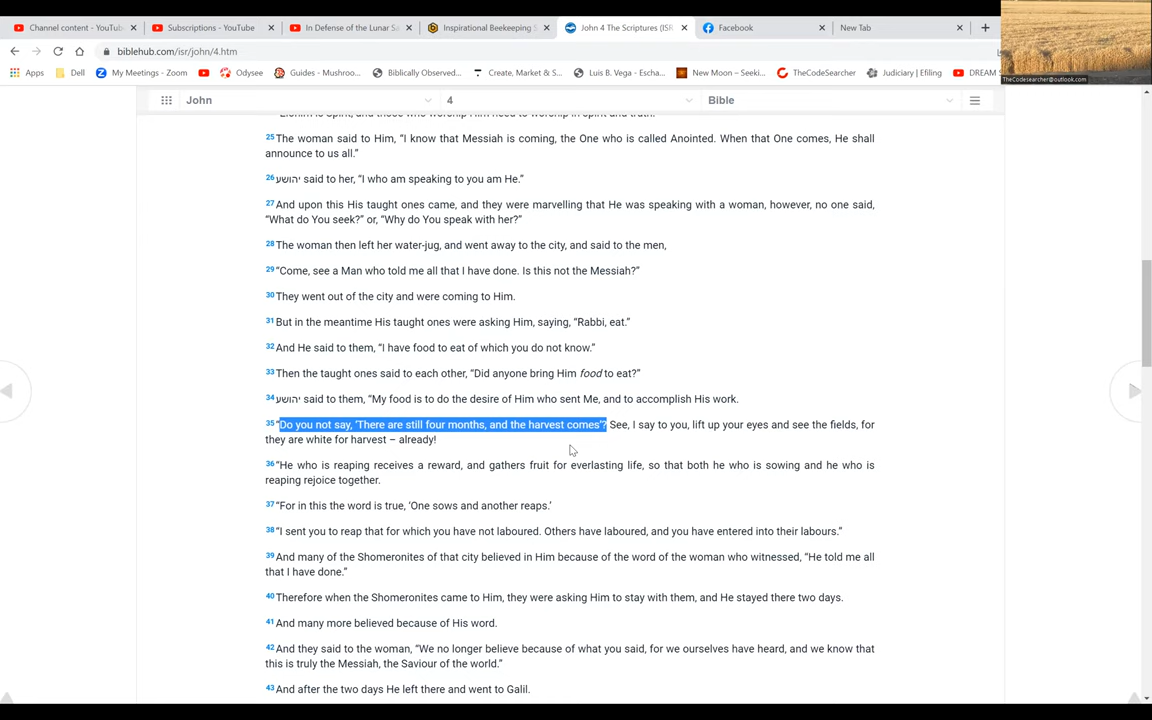 Channel content - YouTube
Subscriptions - YouTube
In Defense of the Lunar Sa
Inspirational Beekeeping S
John 4 The Scriptures (ISR
Facebook
New Tab
biblehub.com/isr/john/4.htm
TheCodesearcher@outlook.com
Apps Dell My Meetings - Zoom Odysee Guides - Mushroo... Biblically Observed... Create, Market & S... Luis B. Vega - Escha... New Moon – Seeki... TheCodeSearcher Judiciary | Efiling DREAM S
John 4 Bible
25 The woman said to Him, “I know that Messiah is coming, the One who is called Anointed. When that One comes, He shall
announce to us all.”
26 יהושע said to her, “I who am speaking to you am He.”
27 And upon this His taught ones came, and they were marvelling that He was speaking with a woman, however, no one said,
“What do You seek?” or, “Why do You speak with her?”
28 The woman then left her water-jug, and went away to the city, and said to the men,
29 “Come, see a Man who told me all that I have done. Is this not the Messiah?”
30 They went out of the city and were coming to Him.
31 But in the meantime His taught ones were asking Him, saying, “Rabbi, eat.”
32 And He said to them, “I have food to eat of which you do not know.”
33 Then the taught ones said to each other, “Did anyone bring Him food to eat?”
34 יהושע said to them, “My food is to do the desire of Him who sent Me, and to accomplish His work.
35 “Do you not say, ‘There are still four months, and the harvest comes’? See, I say to you, lift up your eyes and see the fields, for
they are white for harvest – already!
36 “He who is reaping receives a reward, and gathers fruit for everlasting life, so that both he who is sowing and he who is
reaping rejoice together.
37 “For in this the word is true, ‘One sows and another reaps.’
38 “I sent you to reap that for which you have not laboured. Others have laboured, and you have entered into their labours.”
39 And many of the Shomeronites of that city believed in Him because of the word of the woman who witnessed, “He told me all
that I have done.”
40 Therefore when the Shomeronites came to Him, they were asking Him to stay with them, and He stayed there two days.
41 And many more believed because of His word.
42 And they said to the woman, “We no longer believe because of what you said, for we ourselves have heard, and we know that
this is truly the Messiah, the Saviour of the world.”
43 And after the two days He left there and went to Galil.